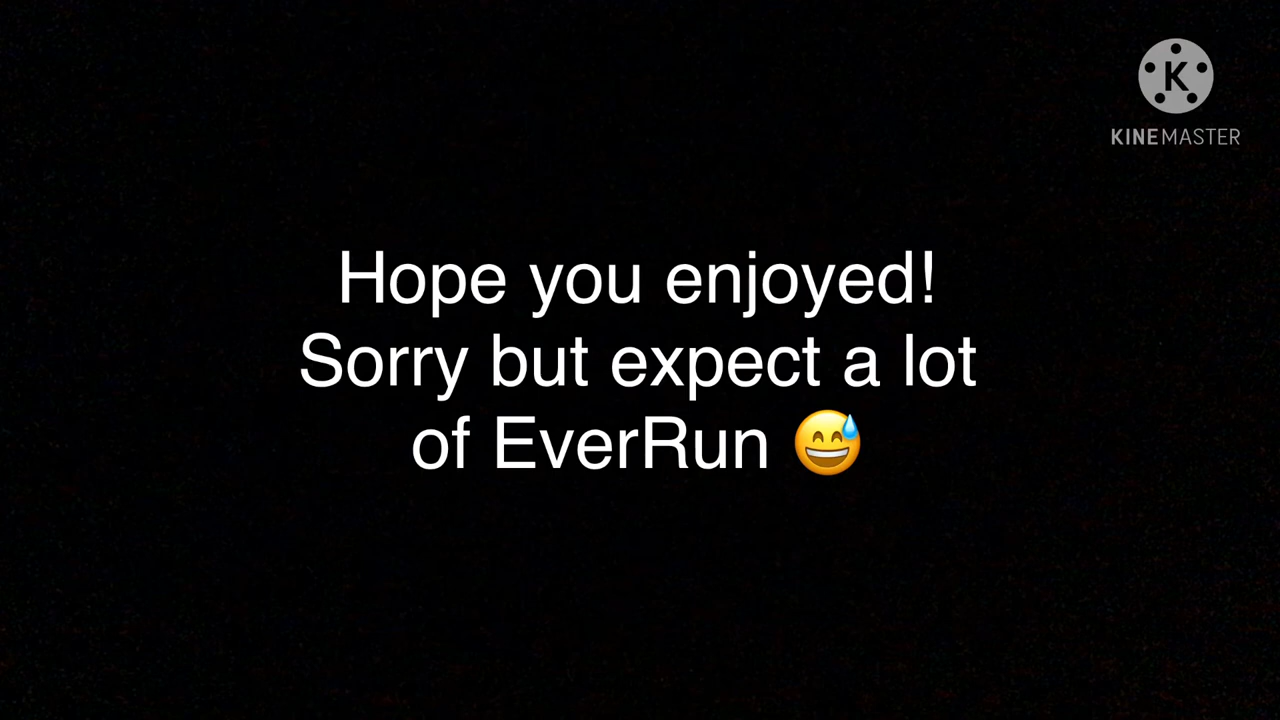 K
KINEMASTER
Hope you enjoyed!
Sorry but expect a lot
of EverRun 😅